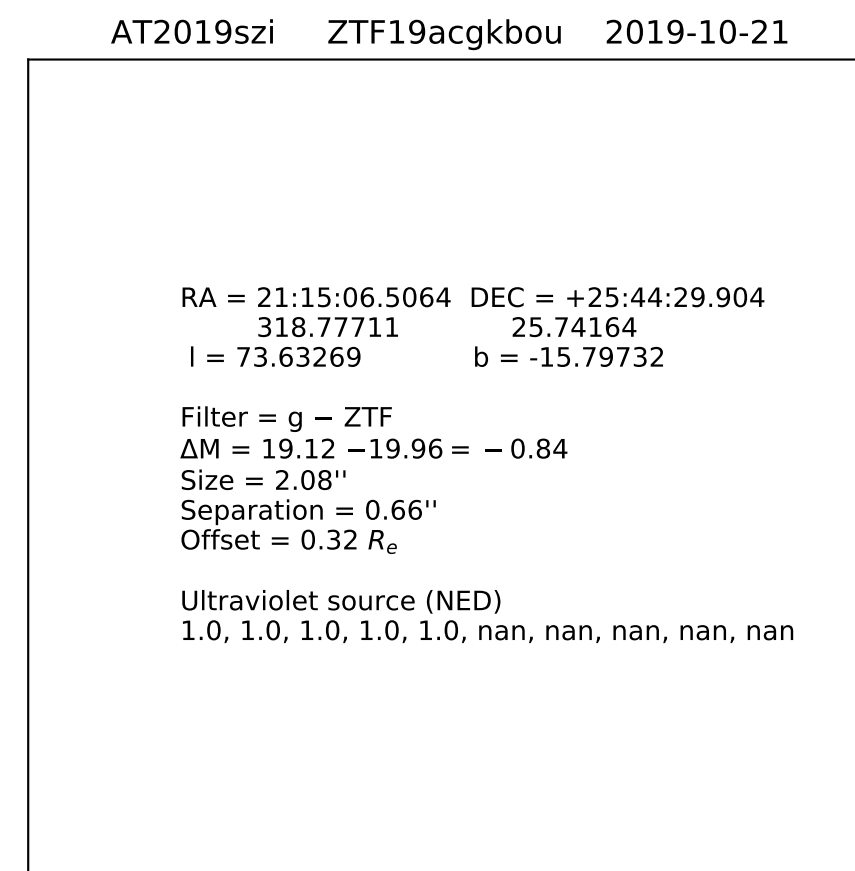 AT2019szi ZTF19acgkbou 2019-10-21
RA = 21:15:06.5064 DEC = +25:44:29.904
318.77711 25.74164
l = 73.63269 b = -15.79732
Filter = g − ZTF
ΔM = 19.12 −19.96 = − 0.84
Size = 2.08''
Separation = 0.66''
Offset = 0.32 Rₑ
Ultraviolet source (NED)
1.0, 1.0, 1.0, 1.0, 1.0, nan, nan, nan, nan, nan